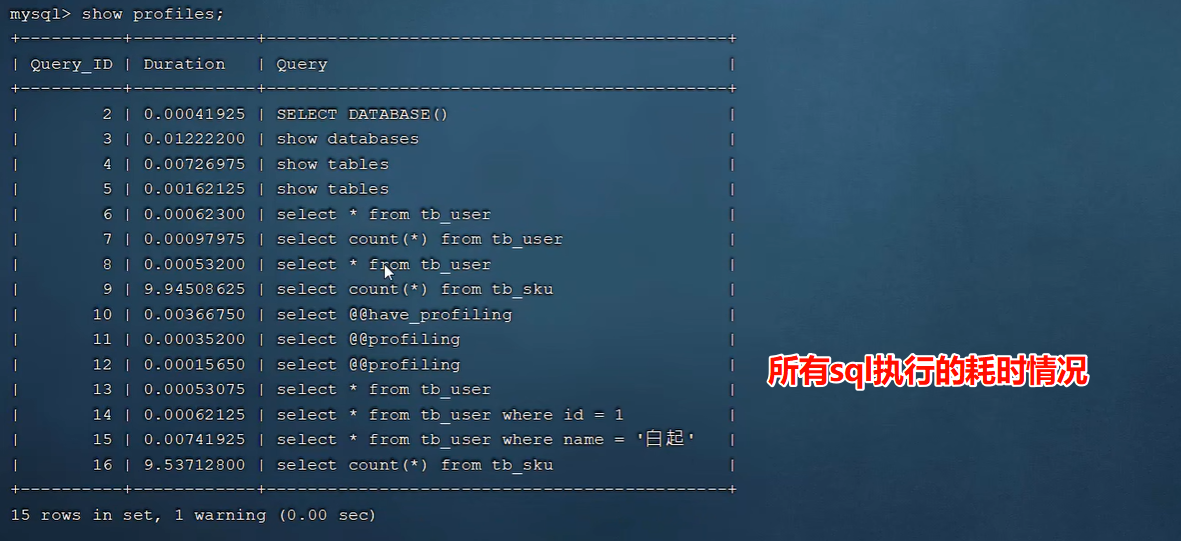 mysql> show profiles;
+----------+------------+---------------------------------------------+
| Query_ID | Duration   | Query                                       |
+----------+------------+---------------------------------------------+
|        2 | 0.00041925 | SELECT DATABASE()                           |
|        3 | 0.01222200 | show databases                              |
|        4 | 0.00726975 | show tables                                 |
|        5 | 0.00162125 | show tables                                 |
|        6 | 0.00062300 | select * from tb_user                       |
|        7 | 0.00097975 | select count(*) from tb_user                |
|        8 | 0.00053200 | select * from tb_user                       |
|        9 | 9.94508625 | select count(*) from tb_sku                 |
|       10 | 0.00366750 | select @@have_profiling                     |
|       11 | 0.00035200 | select @@profiling                          |
|       12 | 0.00015650 | select @@profiling                          |
|       13 | 0.00053075 | select * from tb_user                       |
|       14 | 0.00062125 | select * from tb_user where id = 1          |
|       15 | 0.00741925 | select * from tb_user where name = '白起'   |
|       16 | 9.53712800 | select count(*) from tb_sku                 |
+----------+------------+---------------------------------------------+
15 rows in set, 1 warning (0.00 sec)
所有sql执行的耗时情况